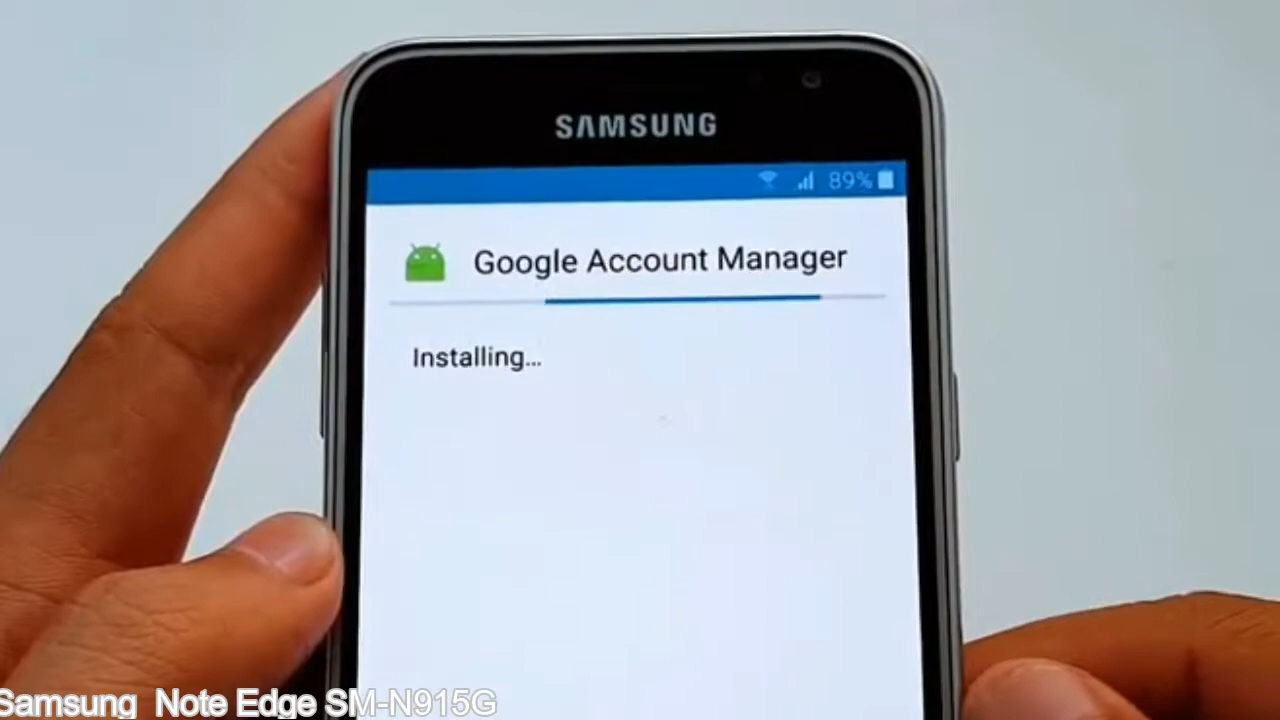 SAMSUNG
89%
Google Account Manager
Installing...
Samsung Note Edge SM-N915G